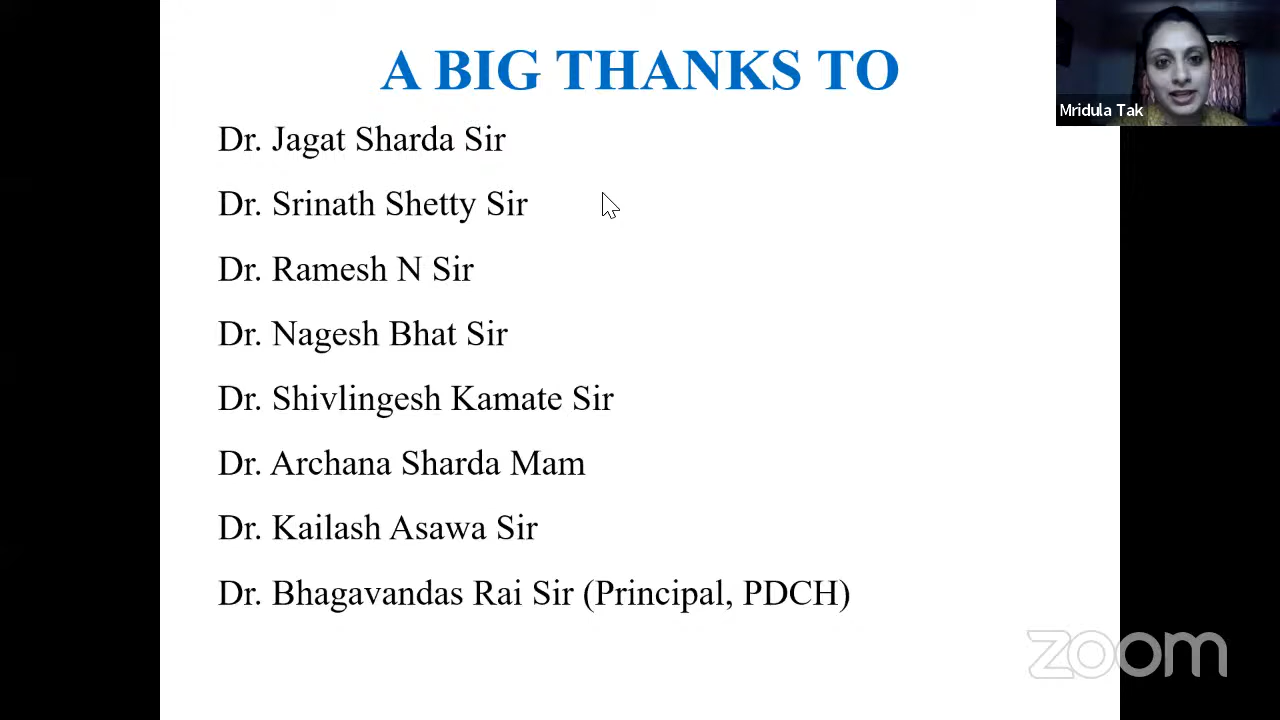 A BIG THANKS TO
Mridula Tak
Dr. Jagat Sharda Sir
Dr. Srinath Shetty Sir
Dr. Ramesh N Sir
Dr. Nagesh Bhat Sir
Dr. Shivlingesh Kamate Sir
Dr. Archana Sharda Mam
Dr. Kailash Asawa Sir
Dr. Bhagavandas Rai Sir (Principal, PDCH)
zoom